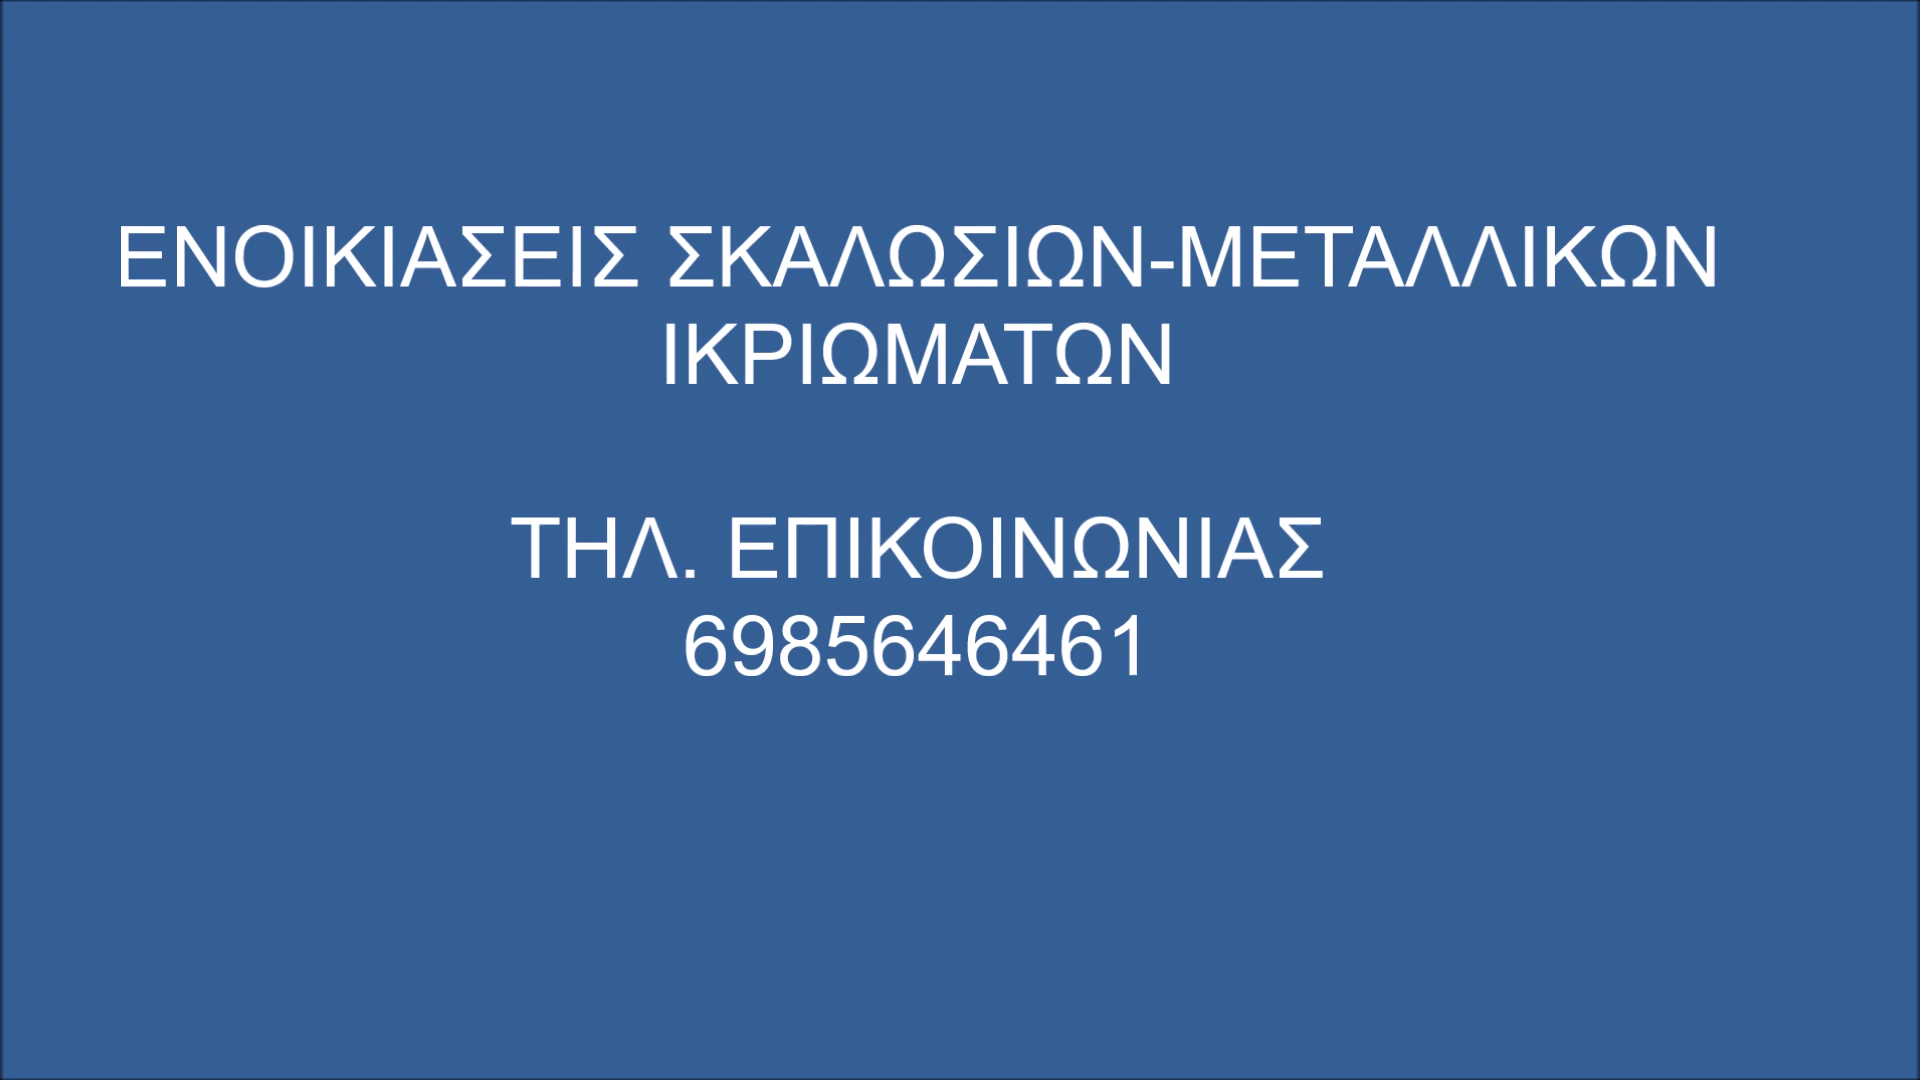 ΕΝΟΙΚΙΑΣΕΙΣ ΣΚΑΛΩΣΙΩΝ-ΜΕΤΑΛΛΙΚΩΝ
ΙΚΡΙΩΜΑΤΩΝ
ΤΗΛ. ΕΠΙΚΟΙΝΩΝΙΑΣ
6985646461